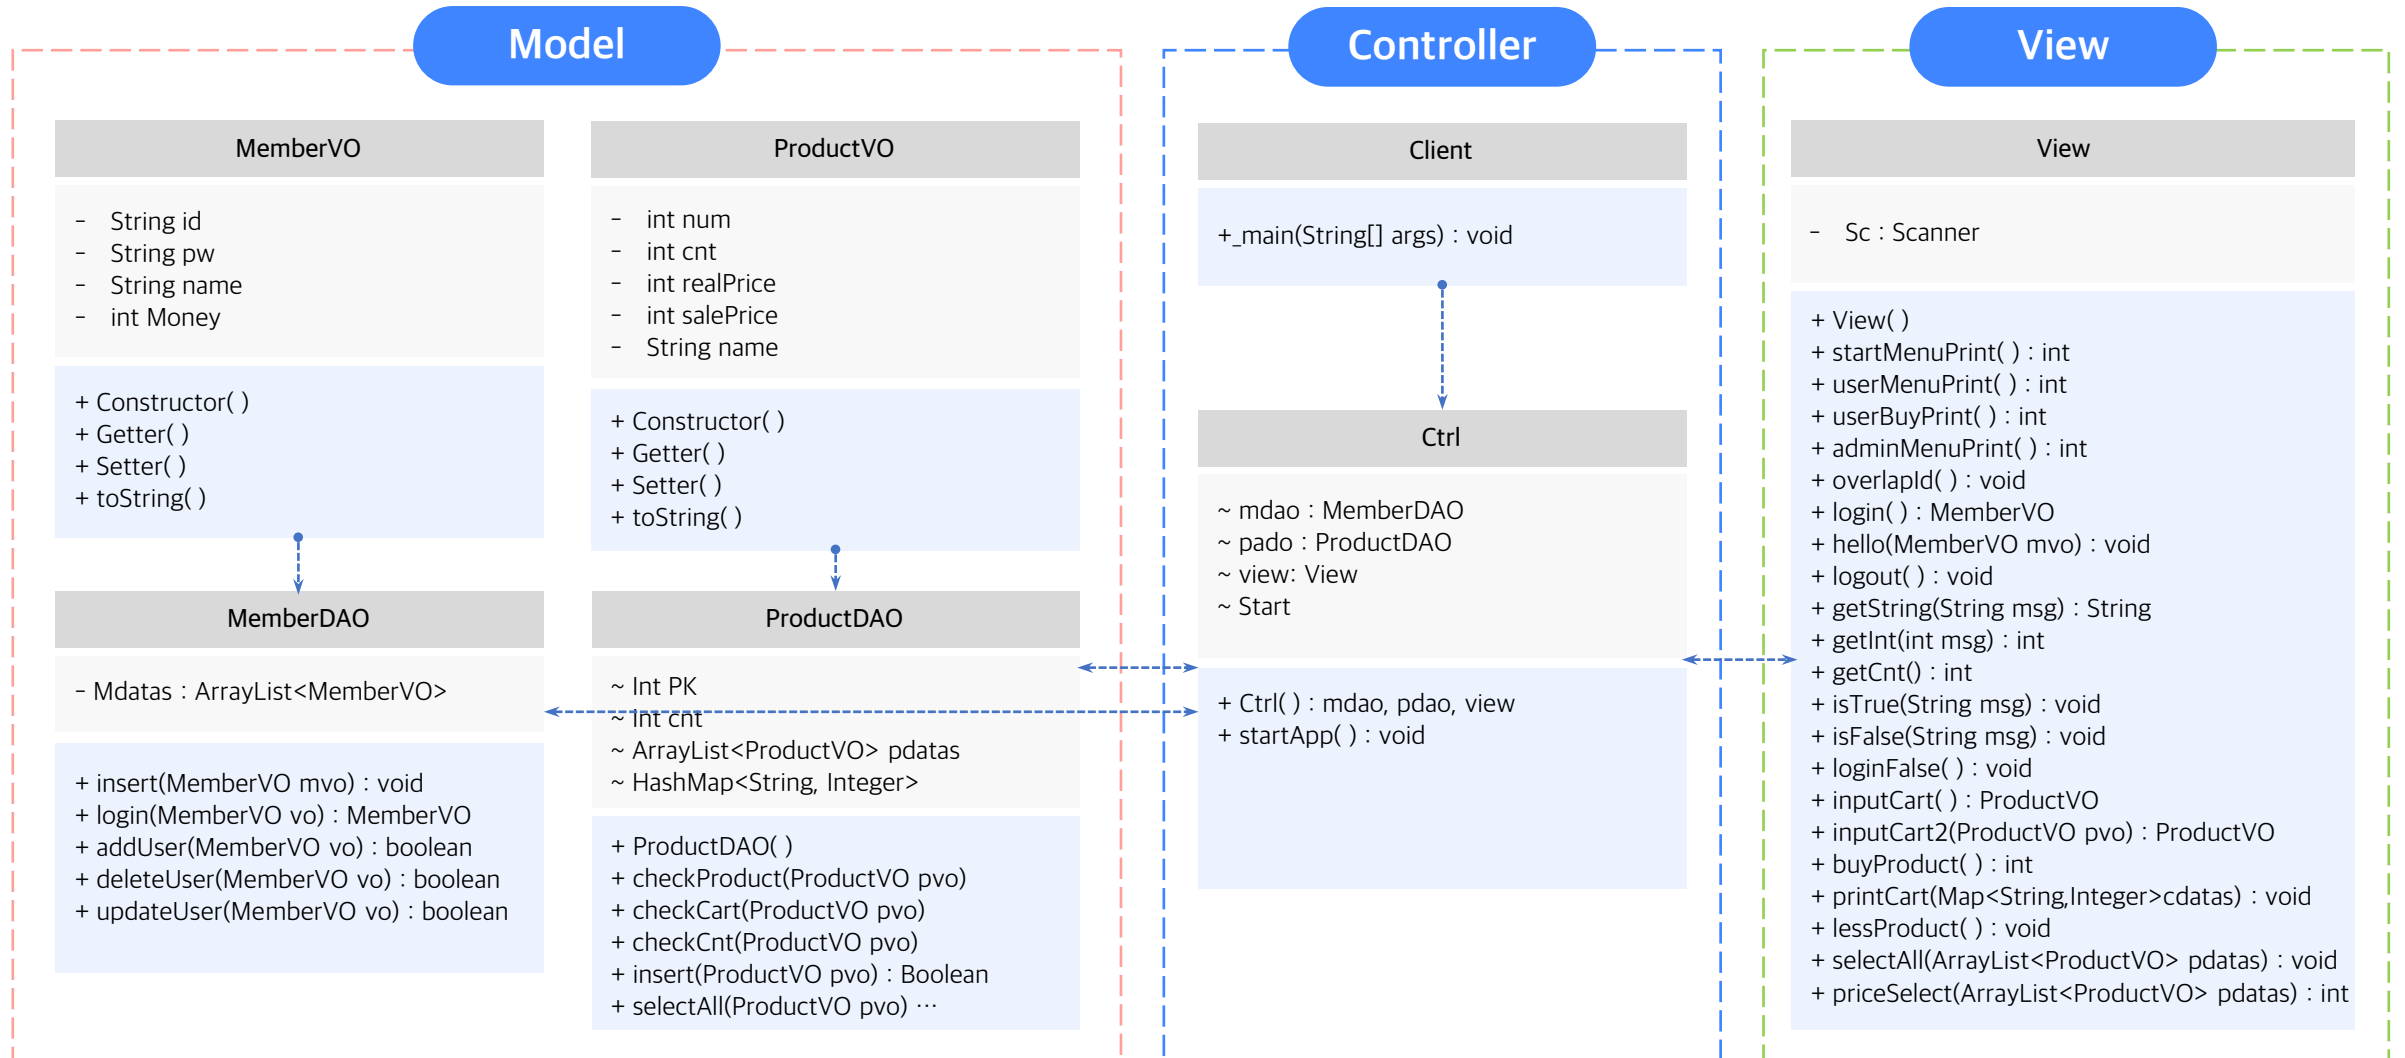 Model
MemberVO
- String id
- String pw
- String name
- int Money
+ Constructor( )
+ Getter( )
+ Setter( )
+ toString( )
ProductVO
- int num
- int cnt
- int realPrice
- int salePrice
- String name
+ Constructor( )
+ Getter( )
+ Setter( )
+ toString( )
MemberDAO
- Mdatas : ArrayList<MemberVO>
+ insert(MemberVO mvo) : void
+ login(MemberVO vo) : MemberVO
+ addUser(MemberVO vo) : boolean
+ deleteUser(MemberVO vo) : boolean
+ updateUser(MemberVO vo) : boolean
ProductDAO
~ Int PK
~ Int cnt
~ ArrayList<ProductVO> pdatas
~ HashMap<String, Integer>
+ ProductDAO( )
+ checkProduct(ProductVO pvo)
+ checkCart(ProductVO pvo)
+ checkCnt(ProductVO pvo)
+ insert(ProductVO pvo) : Boolean
+ selectAll(ProductVO pvo) ⋯
Controller
Client
+_main(String[] args) : void
Ctrl
~ mdao : MemberDAO
~ pado : ProductDAO
~ view: View
~ Start
+ Ctrl( ) : mdao, pdao, view
+ startApp( ) : void
View
View
- Sc : Scanner
+ View( )
+ startMenuPrint( ) : int
+ userMenuPrint( ) : int
+ userBuyPrint( ) : int
+ adminMenuPrint( ) : int
+ overlapId( ) : void
+ login( ) : MemberVO
+ hello(MemberVO mvo) : void
+ logout( ) : void
+ getString(String msg) : String
+ getInt(int msg) : int
+ getCnt() : int
+ isTrue(String msg) : void
+ isFalse(String msg) : void
+ loginFalse( ) : void
+ inputCart( ) : ProductVO
+ inputCart2(ProductVO pvo) : ProductVO
+ buyProduct( ) : int
+ printCart(Map<String,Integer>cdatas) : void
+ lessProduct( ) : void
+ selectAll(ArrayList<ProductVO> pdatas) : void
+ priceSelect(ArrayList<ProductVO> pdatas) : int